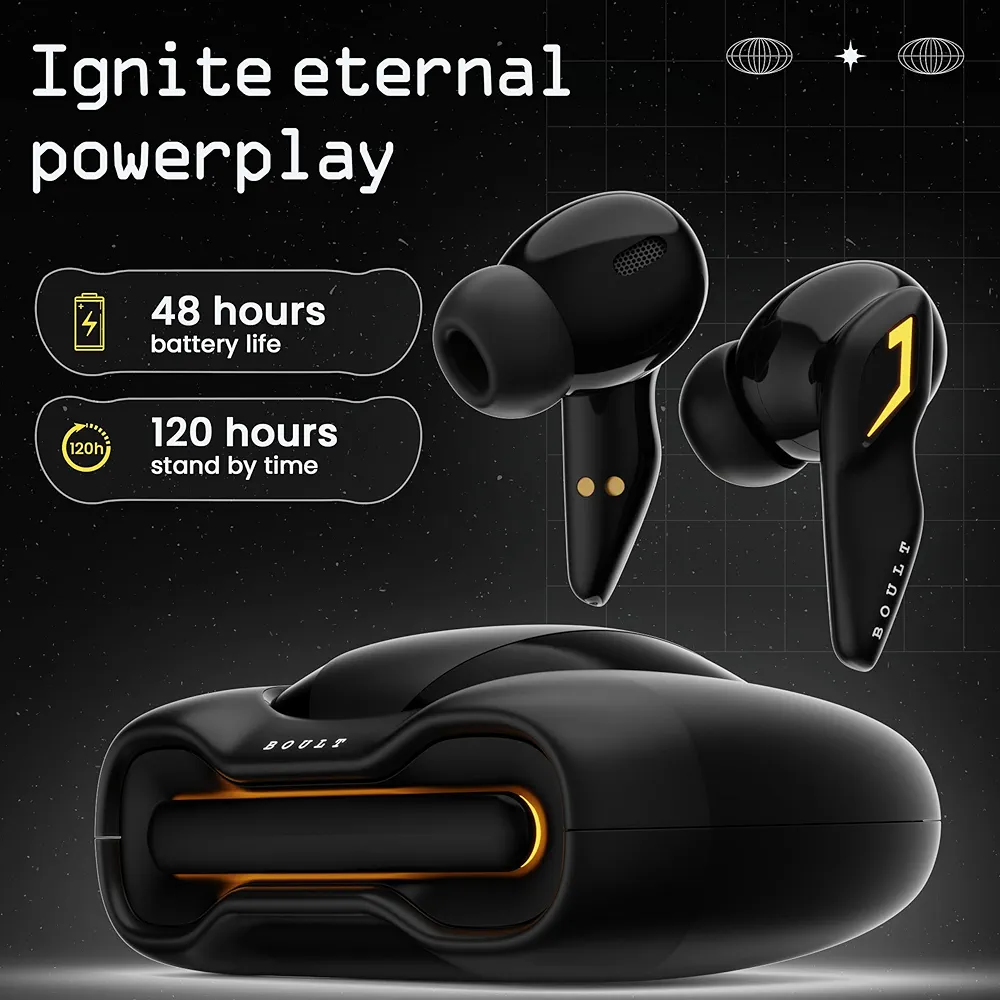 Ignite eternal
powerplay
48 hours
battery life
120h
120 hours
stand by time
BOULT
BOULT